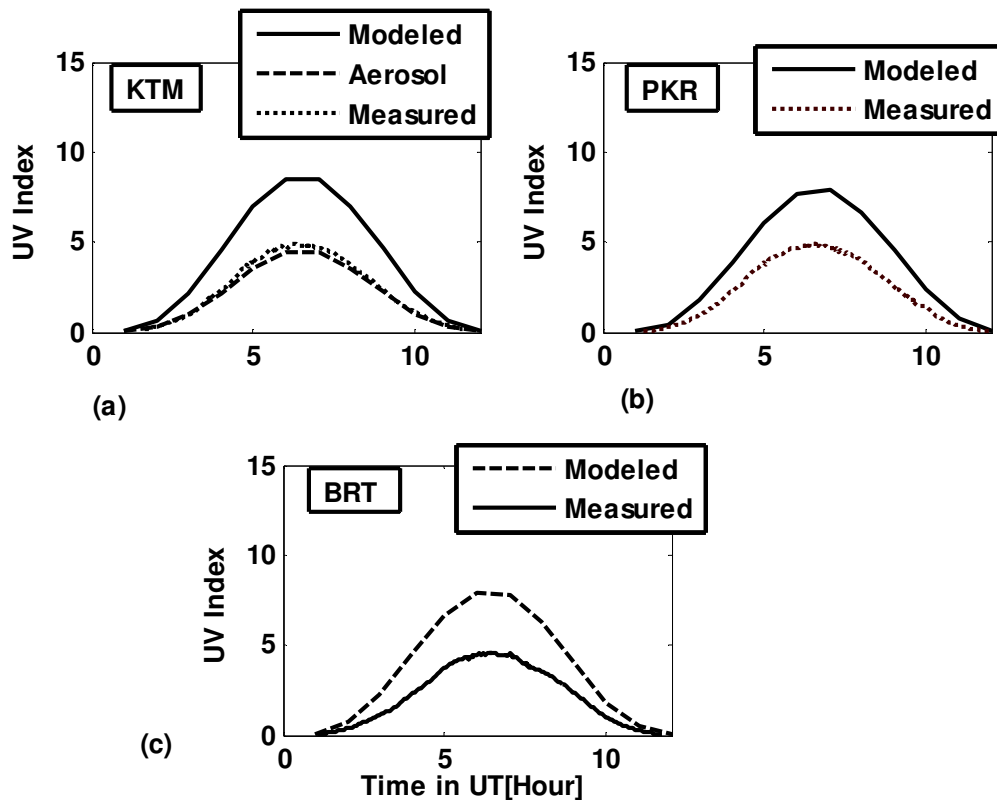 Modeled
Aerosol
Measured
KTM
15
10
5
0
UV Index
0 5 10
(a)
Modeled
Measured
PKR
15
10
5
0
UV Index
0 5 10
(b)
Modeled
Measured
BRT
15
10
5
0
UV Index
0 5 10
Time in UT[Hour]
(c)